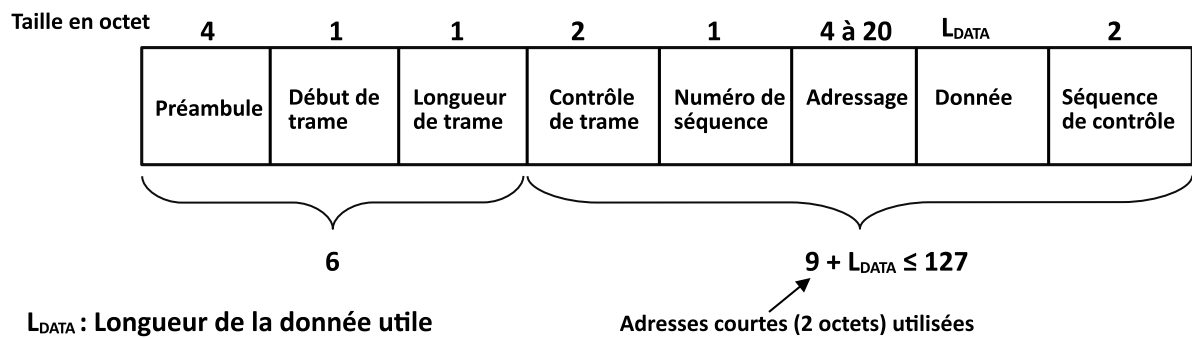 Taille en octet 4 1 1 2 1 4 à 20 LDATA 2
Préambule
Début de
trame
Longueur
de trame
Contrôle
de trame
Numéro de
séquence
Adressage
Donnée
Séquence
de contrôle
6
9 + LDATA ≤ 127
LDATA : Longueur de la donnée utile
Adresses courtes (2 octets) utilisées